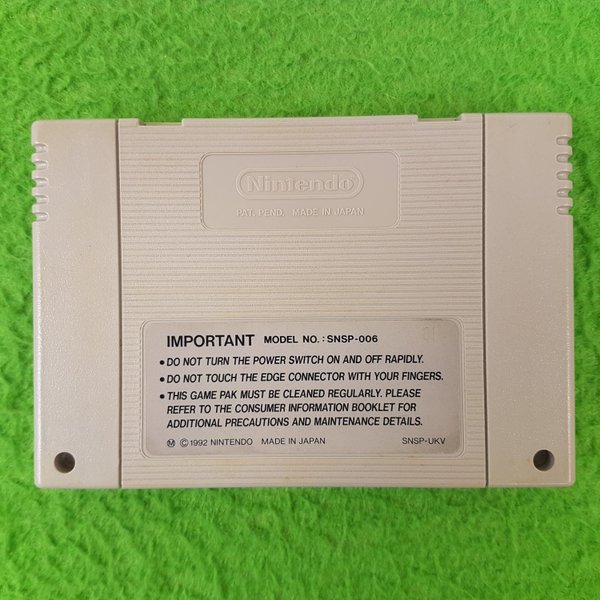 Nintendo
PAT. PEND. MADE IN JAPAN
IMPORTANT MODEL NO.: SNSP-006
• DO NOT TURN THE POWER SWITCH ON AND OFF RAPIDLY.
• DO NOT TOUCH THE EDGE CONNECTOR WITH YOUR FINGERS.
• THIS GAME PAK MUST BE CLEANED REGULARLY. PLEASE
REFER TO THE CONSUMER INFORMATION BOOKLET FOR
ADDITIONAL PRECAUTIONS AND MAINTENANCE DETAILS.
Ⓜ ©1992 NINTENDO MADE IN JAPAN SNSP-UKV